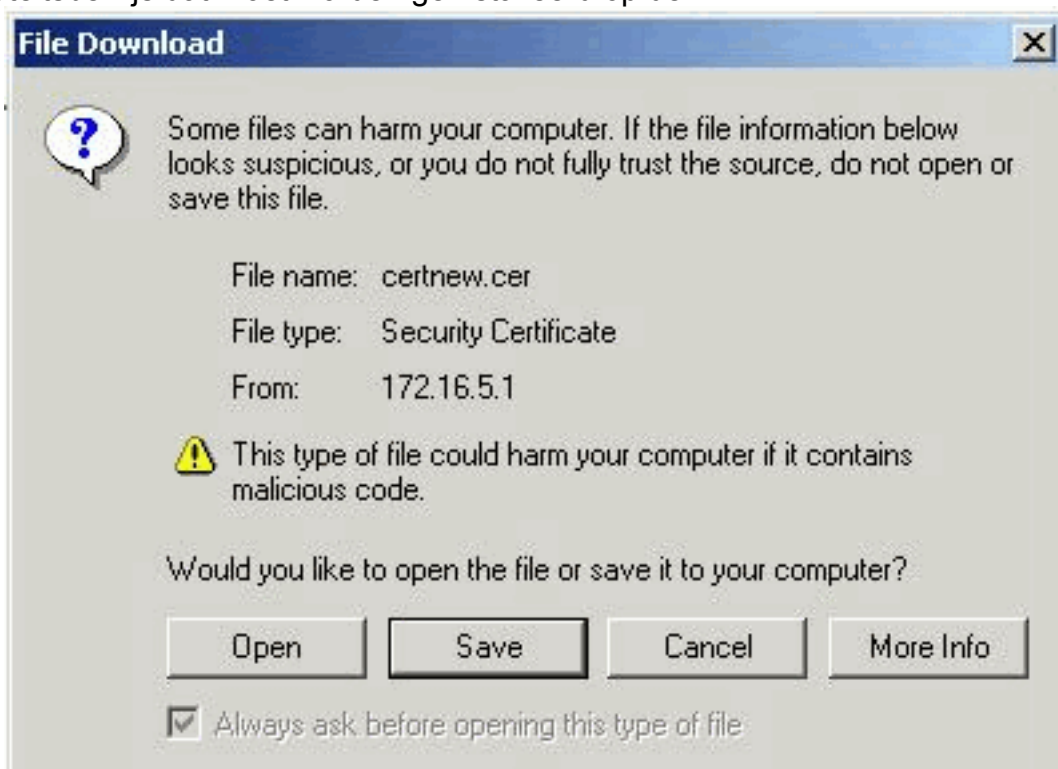 File Download
Some files can harm your computer. If the file information below
looks suspicious, or you do not fully trust the source, do not open or
save this file.
File name: certnew.cer
File type: Security Certificate
From: 172.16.5.1
This type of file could harm your computer if it contains
malicious code.
Would you like to open the file or save it to your computer?
Open Save Cancel More Info
Always ask before opening this type of file